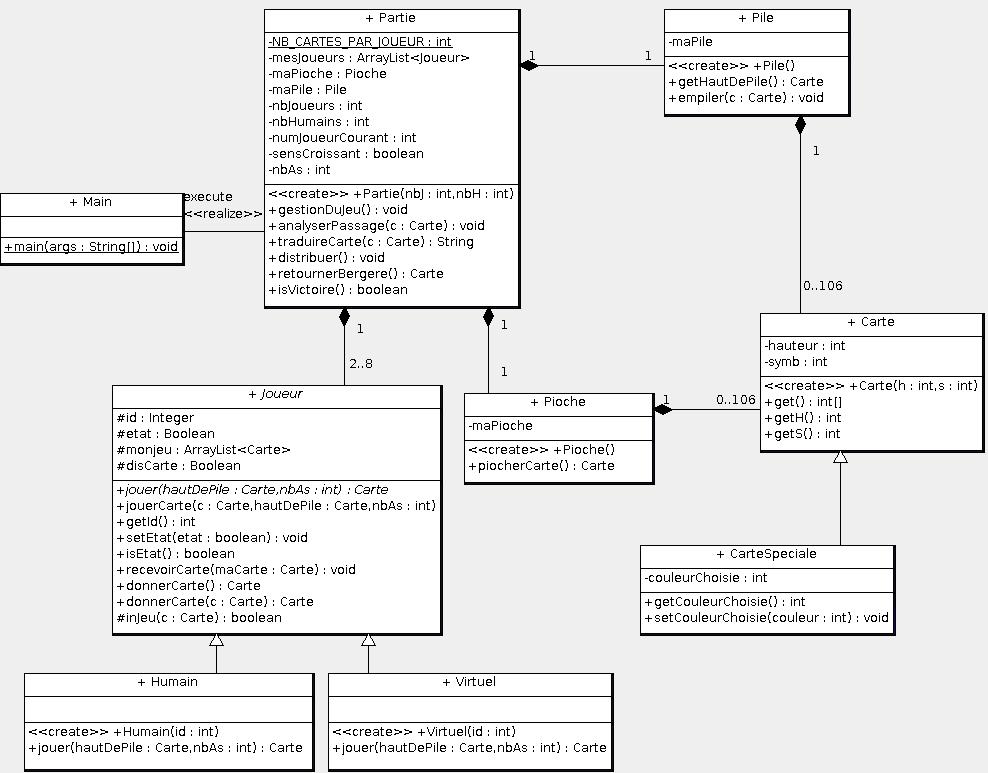 + Partie
-NB_CARTES_PAR_JOUEUR : int
-mesJoueurs : ArrayList<Joueur>
-maPioche : Pioche
-maPile : Pile
-nbJoueurs : int
-nbHumains : int
-numJoueurCourant : int
-sensCroissant : boolean
-nbAs : int
<<create>> +Partie(nbJ : int,nbH : int)
+gestionDuJeu() : void
+analyserPassage(c : Carte) : void
+traduireCarte(c : Carte) : String
+distribuer() : void
+retournerBergere() : Carte
+isVictoire() : boolean
1
1
+ Pile
-maPile
<<create>> +Pile()
+getHautDePile() : Carte
+empiler(c : Carte) : void
1
0..106
+ Main
+main(args : String[]) : void
execute
<<realize>>
1
2..8
1
1
+ Carte
-hauteur : int
-symb : int
<<create>> +Carte(h : int,s : int)
+get() : int[]
+getH() : int
+getS() : int
+ Joueur
#id : Integer
#etat : Boolean
#monjeu : ArrayList<Carte>
#disCarte : Boolean
+jouer(hautDePile : Carte,nbAs : int) : Carte
+jouerCarte(c : Carte,hautDePile : Carte,nbAs : int)
+getId() : int
+setEtat(etat : boolean) : void
+isEtat() : boolean
+recevoirCarte(maCarte : Carte) : void
+donnerCarte() : Carte
+donnerCarte(c : Carte) : Carte
#inJeu(c : Carte) : boolean
+ Pioche
-maPioche
<<create>> +Pioche()
+piocherCarte() : Carte
1
0..106
+ CarteSpeciale
-couleurChoisie : int
+getCouleurChoisie() : int
+setCouleurChoisie(couleur : int) : void
+ Humain
<<create>> +Humain(id : int)
+jouer(hautDePile : Carte,nbAs : int) : Carte
+ Virtuel
<<create>> +Virtuel(id : int)
+jouer(hautDePile : Carte,nbAs : int) : Carte